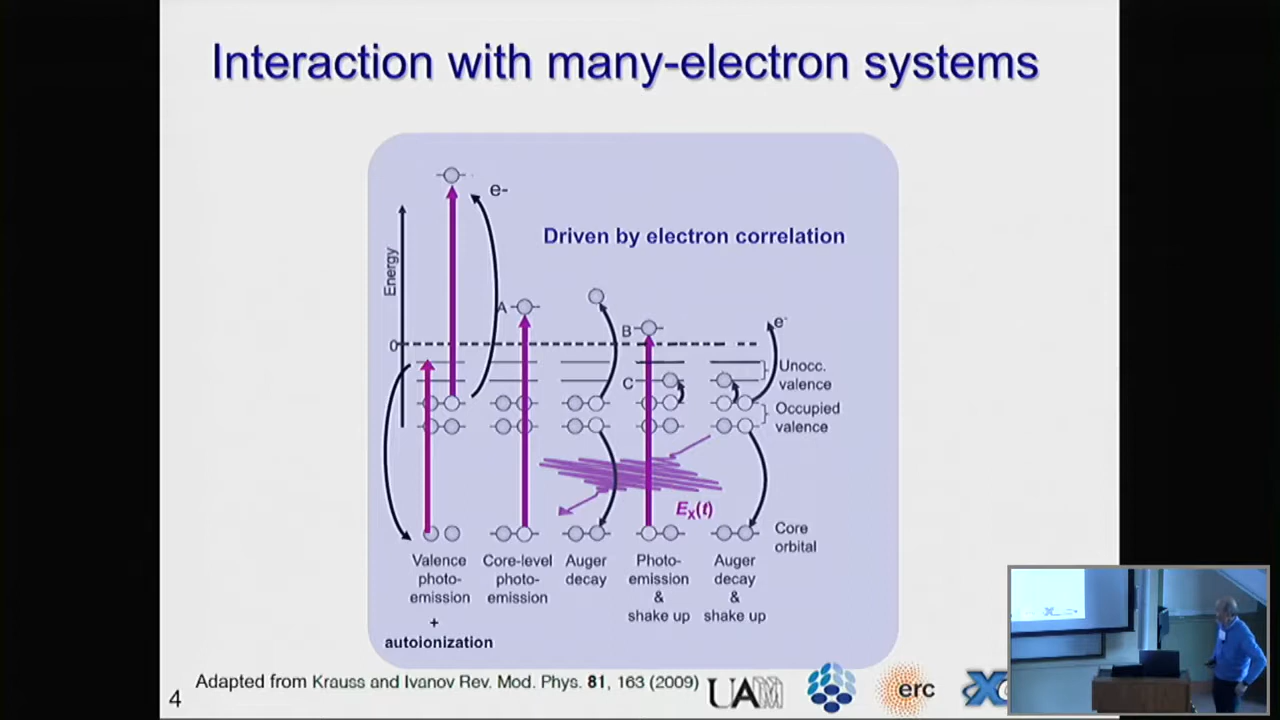 Interaction with many-electron systems
e-
Driven by electron correlation
Energy
A
B
e-
0
C
Unocc.
valence
Occupied
valence
Ex(t)
Core
orbital
Valence
photo-
emission
+
autoionization
Core-level
photo-
emission
Auger
decay
Photo-
emission
&
shake up
Auger
decay
&
shake up
4
Adapted from Krauss and Ivanov Rev. Mod. Phys. 81, 163 (2009)
UAM
erc